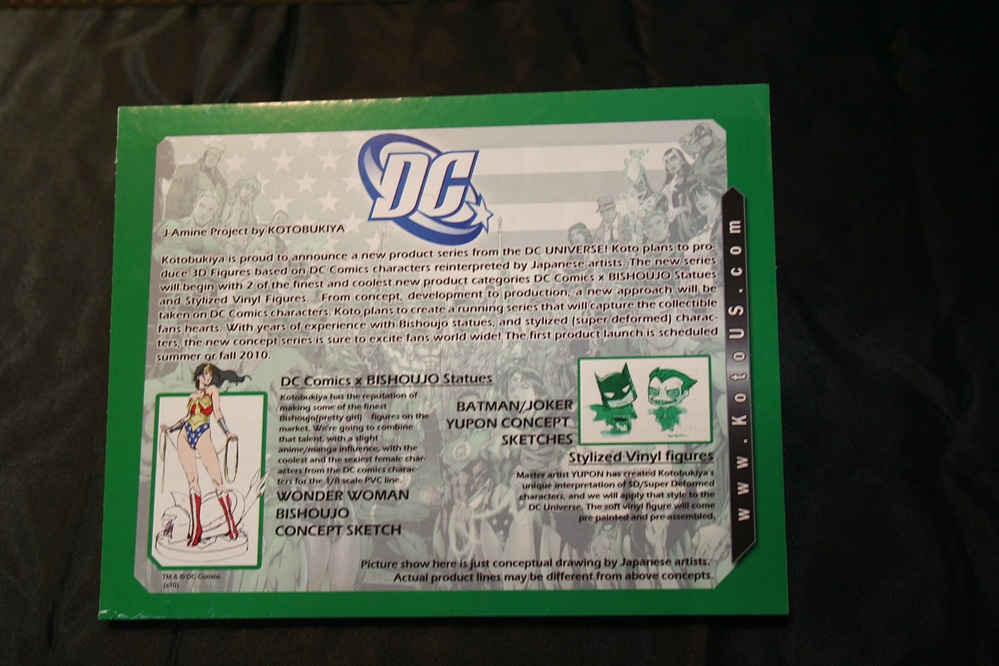 DC
J-Amine Project by KOTOBUKIYA
Kotobukiya is proud to announce a new product series from the DC UNIVERSE! Koto plans to pro-
duce 3D Figures based on DC Comics characters reinterpreted by Japanese artists. The new series
will begin with 2 of the finest and coolest new product categories DC Comics x BISHOUJO Statues
and Stylized Vinyl Figures. From concept, development to production, a new approach will be
taken on DC Comics characters. Koto plans to create a running series that will capture the collectible
fans hearts. With years of experience with Bishoujo statues, and stylized (super deformed) charac-
ters, the new concept series is sure to excite fans world wide! The first product launch is scheduled
summer or fall 2010.
DC Comics x BISHOUJO Statues
Kotobukiya has the reputation of
making some of the finest
Bishoujo(pretty girl) figures on the
market. We're going to combine
that talent, with a slight
anime/manga influence, with the
coolest and the sexiest female char-
acters from the DC comics charac-
ters for the 1/8 scale PVC line.
WONDER WOMAN
BISHOUJO
CONCEPT SKETCH
BATMAN/JOKER
YUPON CONCEPT
SKETCHES
Stylized Vinyl figures
Master artist YUPON has created Kotobukiya's
unique interpretation of SD/Super Deformed
characters, and we will apply that style to the
DC Universe. The soft vinyl figure will come
pre painted and pre-assembled.
Picture show here is just conceptual drawing by Japanese artists.
Actual product lines may be different from above concepts.
TM & © DC Comics
(s10)
www.KotoUS.com